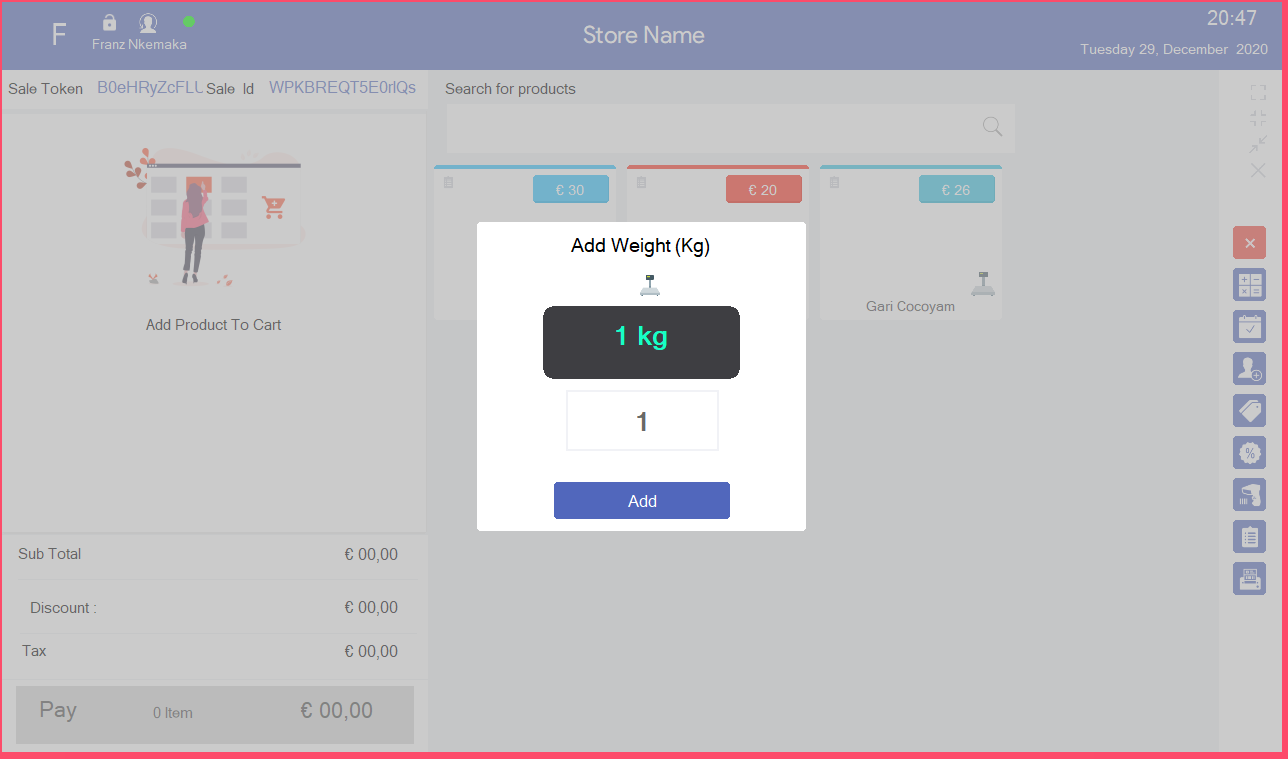 F
Franz Nkemaka
Store Name
20:47
Tuesday 29, December 2020
Sale Token B0eHRyZcFLU Sale Id WPKBREQT5E0rlQs
Search for products
€ 30
€ 20
€ 26
Add Product To Cart
Gari Cocoyam
Add Weight (Kg)
1 kg
1
Add
Sub Total € 00,00
Discount : € 00,00
Tax € 00,00
Pay 0 Item € 00,00